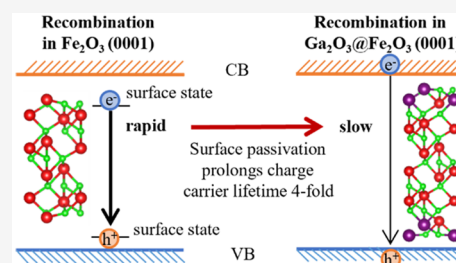 Recombination
in Fe₂O₃ (0001)
Recombination in
Ga₂O₃@Fe₂O₃ (0001)
CB
e⁻
surface state
rapid
Surface passivation
prolongs charge
carrier lifetime 4-fold
surface state
h⁺
VB
e⁻
slow
h⁺